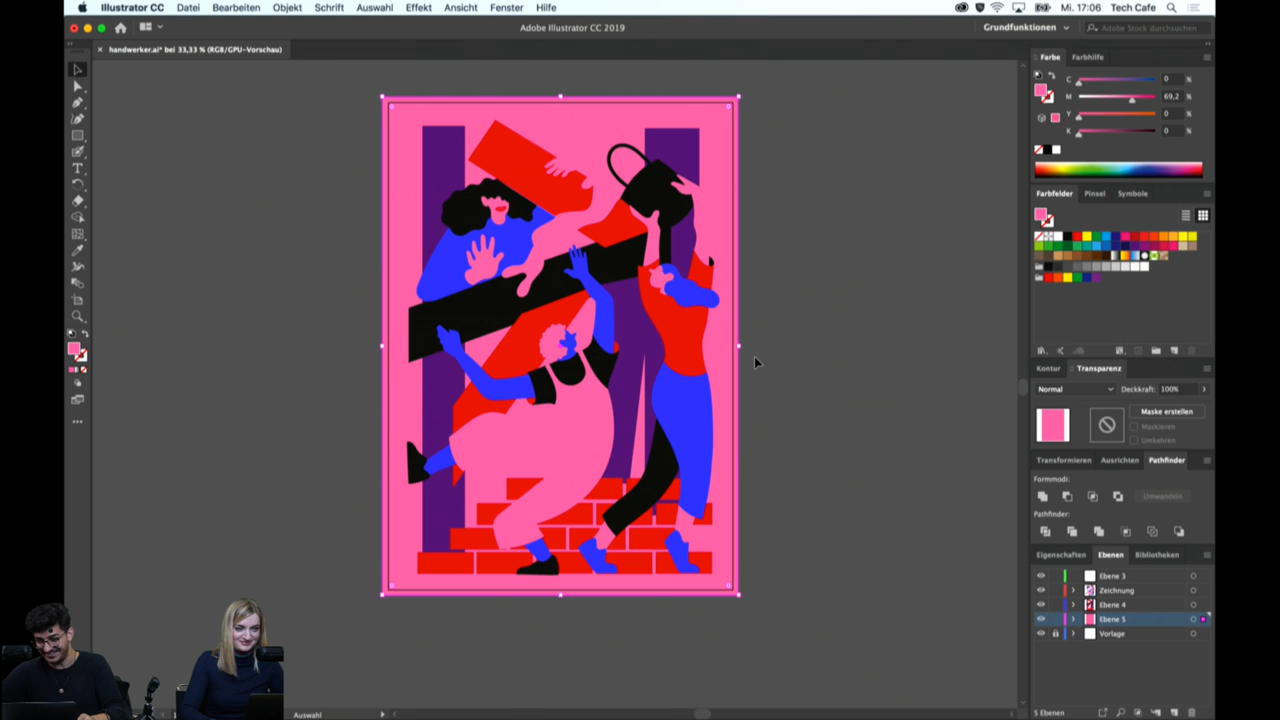 Illustrator CC Datei Bearbeiten Objekt Schrift Auswahl Effekt Ansicht Fenster Hilfe Mi. 17:06 Tech Cafe
Adobe Illustrator CC 2019 Grundfunktionen Adobe Stock durchsuchen
× handwerker.ai* bei 33,33 % (RGB/GPU-Vorschau)
Farbe Farbhilfe
C 0 %
M 69,2 %
Y 0 %
K 0 %
Farbfelder Pinsel Symbole
Kontur Transparenz
Normal Deckkraft: 100%
Maske erstellen
Maskieren
Umkehren
Transformieren Ausrichten Pathfinder
Formmodi:
Umwandeln
Pathfinder:
Eigenschaften Ebenen Bibliotheken
Ebene 3
Zeichnung
Ebene 4
Ebene 5
Vorlage
5 Ebenen
Auswahl